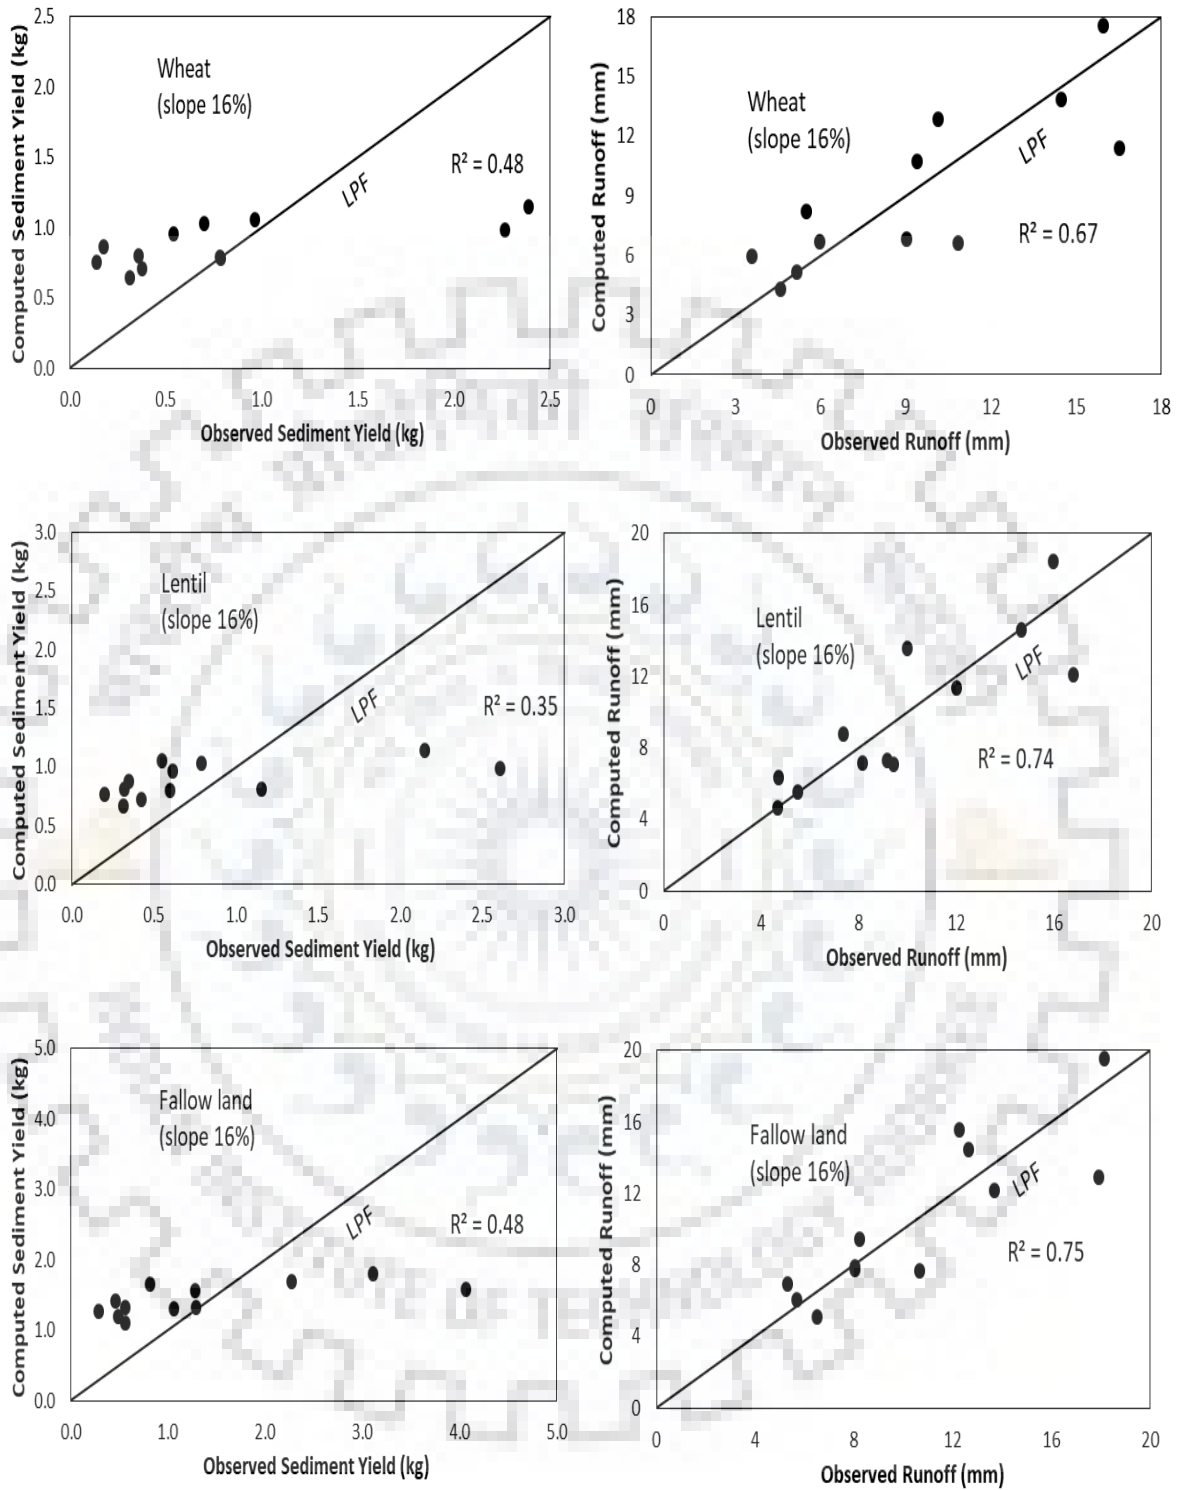 Computed Sediment Yield (kg)
2.5
2.0
1.5
1.0
0.5
0.0
Wheat
(slope 16%)
R² = 0.48
LPF
0.0 0.5 1.0 1.5 2.0 2.5
Observed Sediment Yield (kg)
Computed Runoff (mm)
18
15
12
9
6
3
0
Wheat
(slope 16%)
LPF
R² = 0.67
0 3 6 9 12 15 18
Observed Runoff (mm)
Computed Sediment Yield (kg)
3.0
2.5
2.0
1.5
1.0
0.5
0.0
Lentil
(slope 16%)
LPF
R² = 0.35
0.0 0.5 1.0 1.5 2.0 2.5 3.0
Observed Sediment Yield (kg)
Computed Runoff (mm)
20
16
12
8
4
0
Lentil
(slope 16%)
LPF
R² = 0.74
0 4 8 12 16 20
Observed Runoff (mm)
Computed Sediment Yield (kg)
5.0
4.0
3.0
2.0
1.0
0.0
Fallow land
(slope 16%)
LPF
R² = 0.48
0.0 1.0 2.0 3.0 4.0 5.0
Observed Sediment Yield (kg)
Computed Runoff (mm)
20
16
12
8
4
0
Fallow land
(slope 16%)
LPF
R² = 0.75
0 4 8 12 16 20
Observed Runoff (mm)